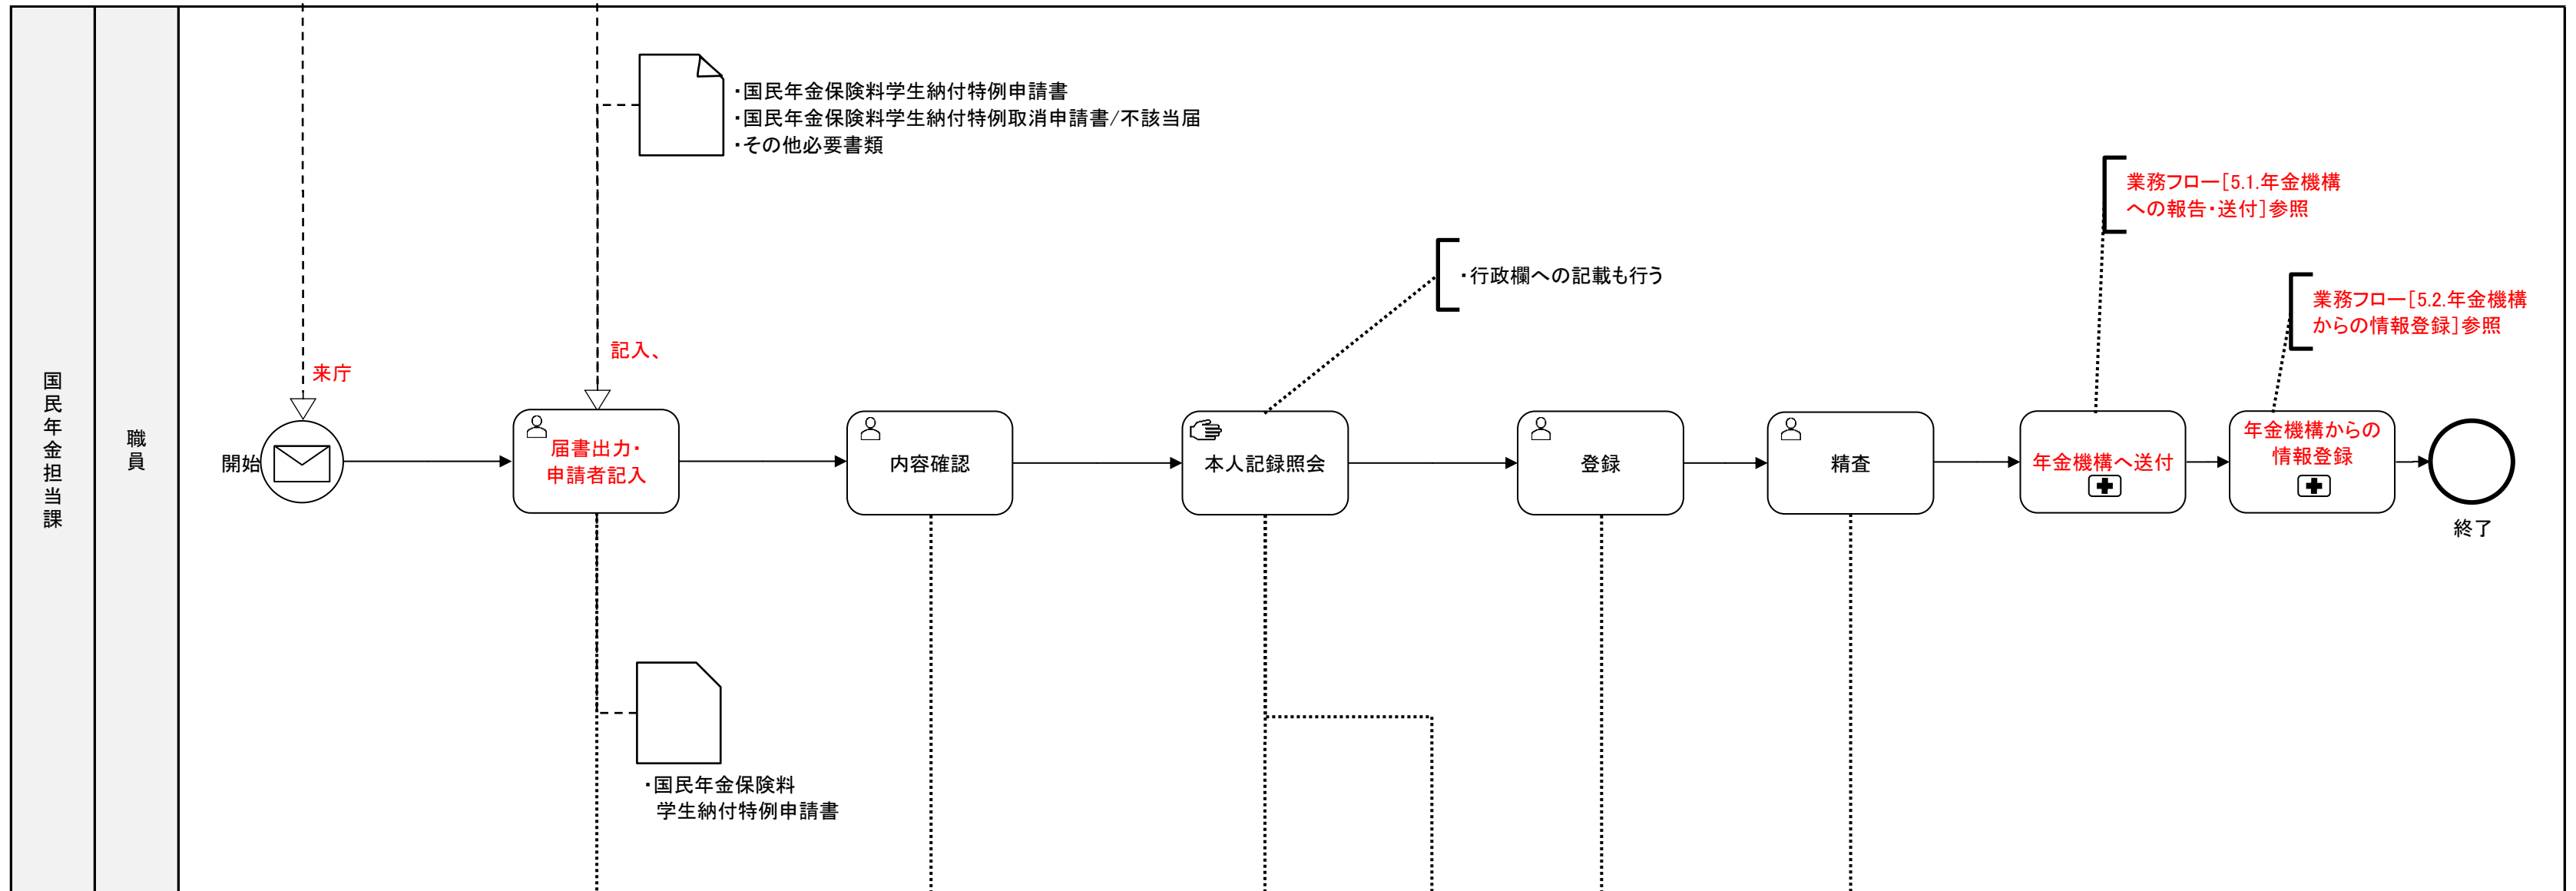 国民年金担当課
職員
・国民年金保険料学生納付特例申請書
・国民年金保険料学生納付特例取消申請書/不該当届
・その他必要書類
業務フロー[5.1.年金機構
への報告・送付]参照
・行政欄への記載も行う
業務フロー[5.2.年金機構
からの情報登録]参照
来庁
記入、
開始
届書出力・
申請者記入
内容確認
本人記録照会
登録
精査
年金機構へ送付
年金機構からの
情報登録
終了
・国民年金保険料
学生納付特例申請書